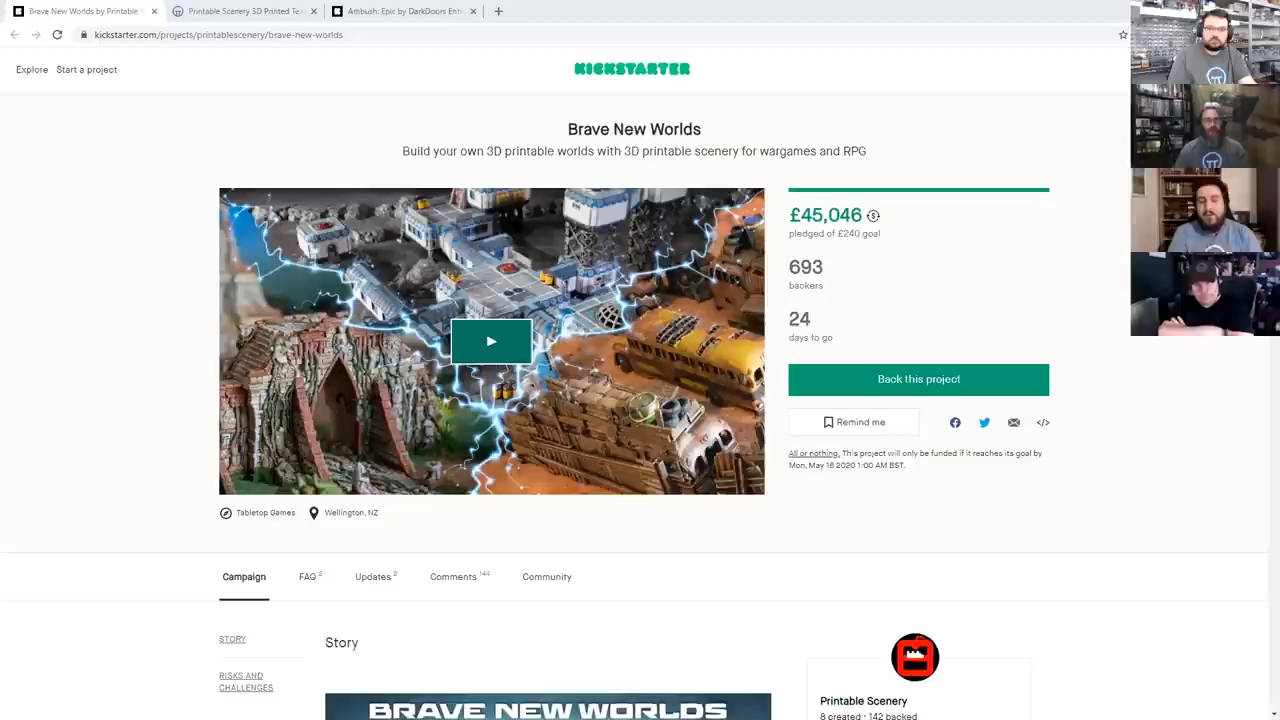 Brave New Worlds by Printable S
Printable Scenery 3D Printed Te
Ambush: Epic by DarkDoors Ent
kickstarter.com/projects/printablescenery/brave-new-worlds
Explore Start a project
KICKSTARTER
Brave New Worlds
Build your own 3D printable worlds with 3D printable scenery for wargames and RPG
£45,046
pledged of £240 goal
693
backers
24
days to go
Back this project
Remind me
All or nothing. This project will only be funded if it reaches its goal by
Mon, May 18 2020 1:00 AM BST.
Tabletop Games Wellington, NZ
Campaign FAQ 2 Updates 2 Comments 144 Community
STORY
RISKS AND
CHALLENGES
Story
BRAVE NEW WORLDS
Printable Scenery
8 created · 142 backed